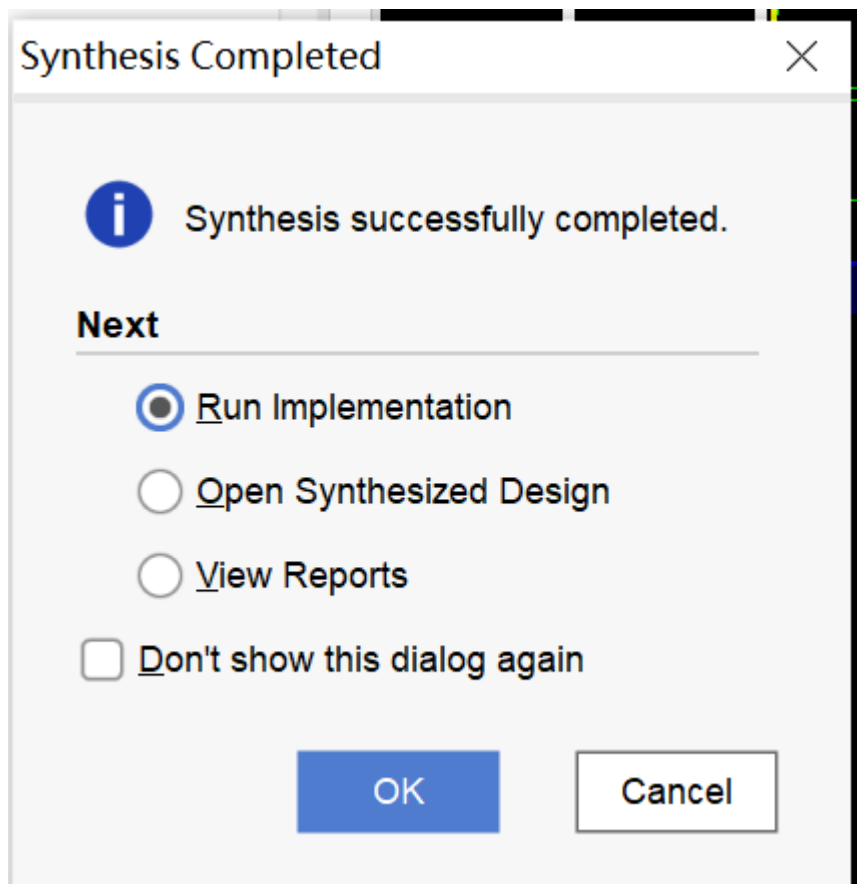 Synthesis Completed
Synthesis successfully completed.
Next
Run Implementation
Open Synthesized Design
View Reports
Don't show this dialog again
OK Cancel